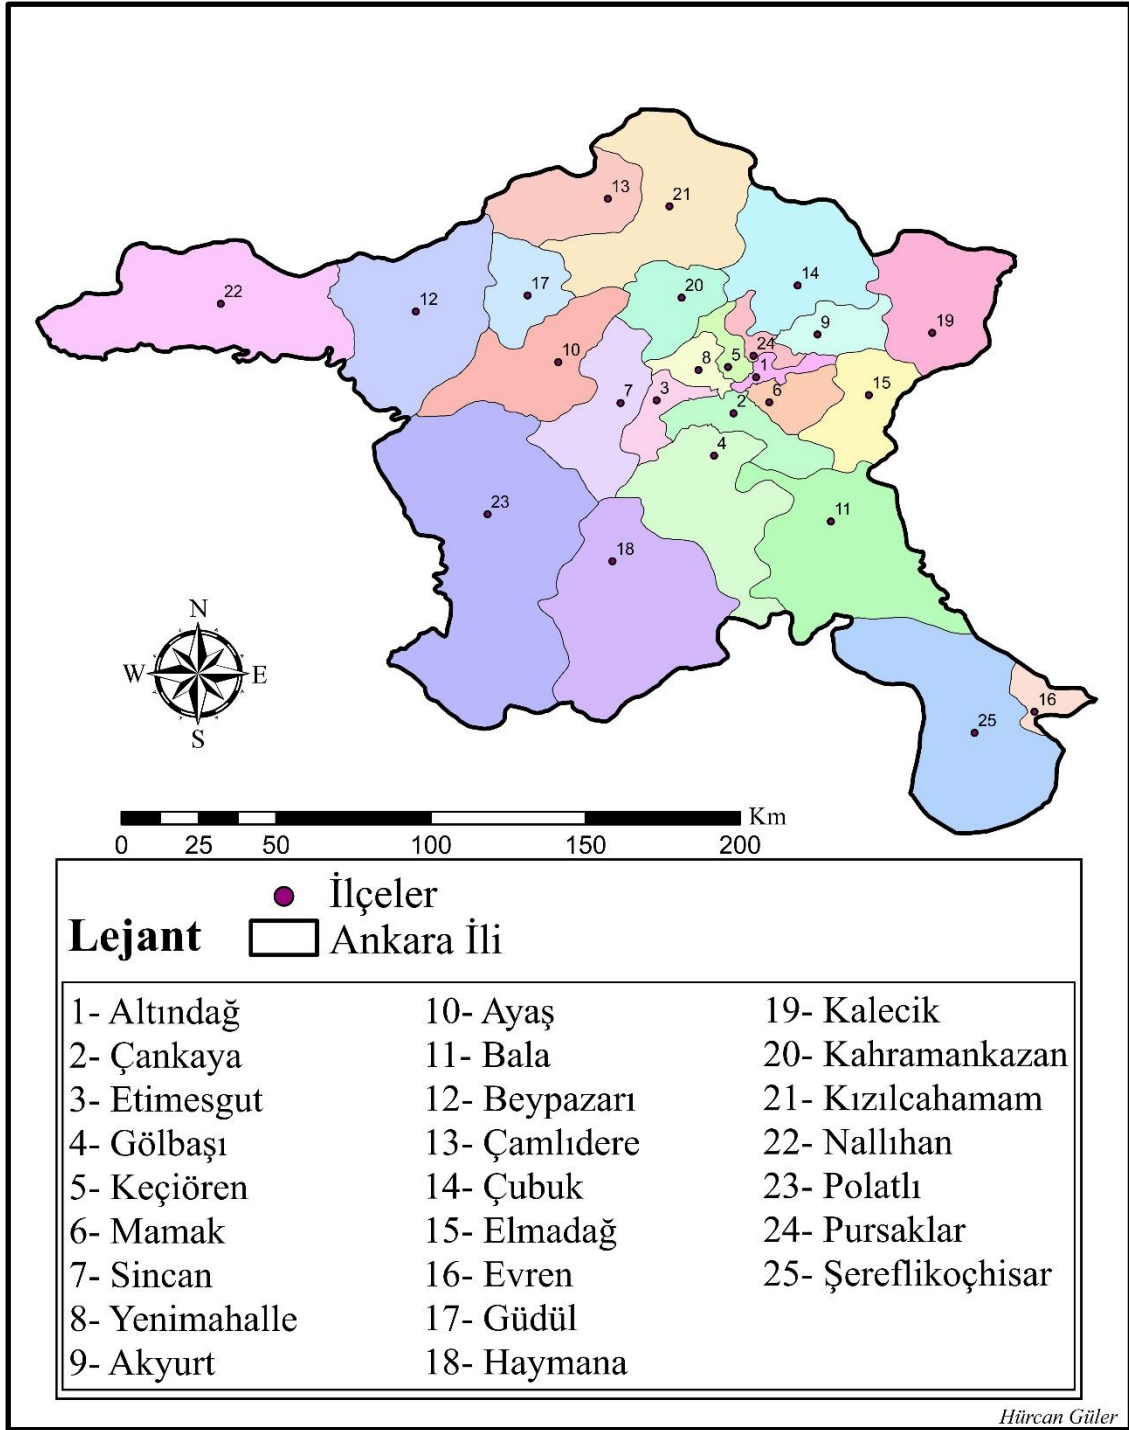 13
21
14
17
20
22
12
9
19
24
10
8
5
1
15
7
3
6
2
4
23
11
18
N
W
E
S
16
25
Km
0 25 50 100 150 200
Lejant
İlçeler
Ankara İli
1- Altındağ
2- Çankaya
3- Etimesgut
4- Gölbaşı
5- Keçiören
6- Mamak
7- Sincan
8- Yenimahalle
9- Akyurt
10- Ayaş
11- Bala
12- Beypazarı
13- Çamlıdere
14- Çubuk
15- Elmadağ
16- Evren
17- Güdül
18- Haymana
19- Kalecik
20- Kahramankazan
21- Kızılcahamam
22- Nallıhan
23- Polatlı
24- Pursaklar
25- Şereflikoçhisar
Hürcan Güler